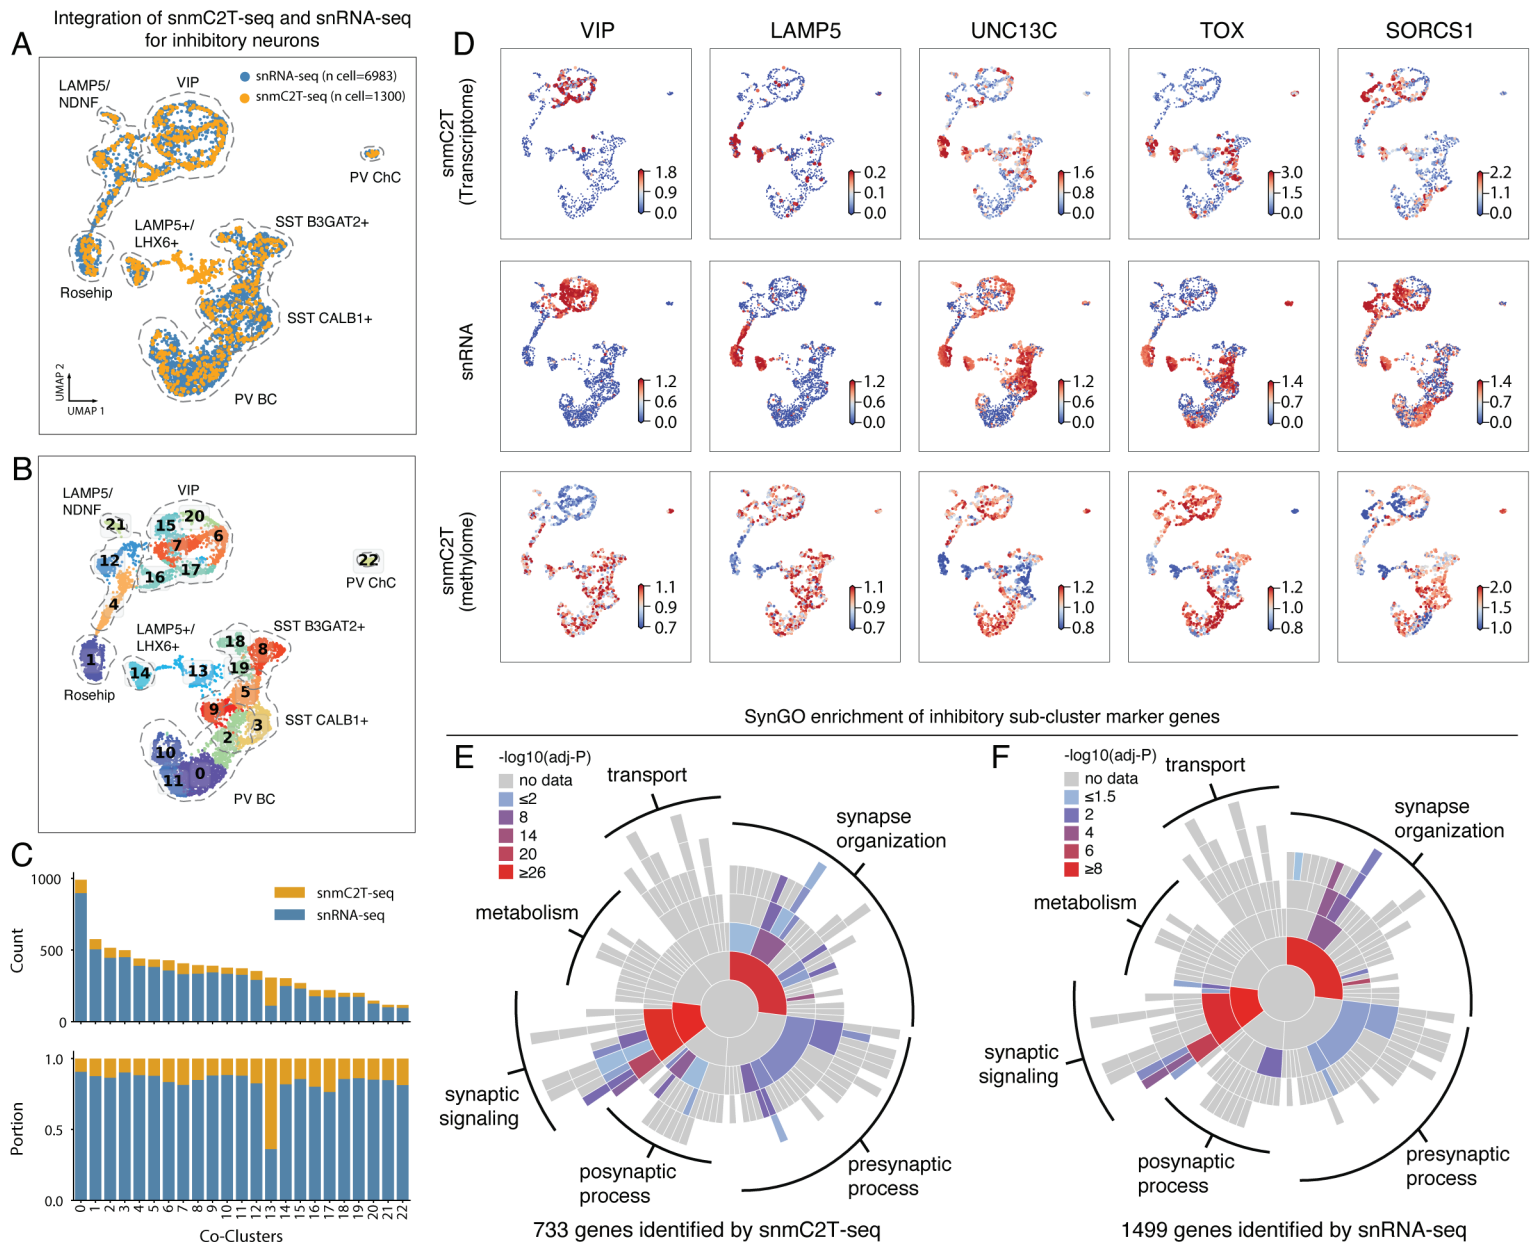 Integration of snmC2T-seq and snRNA-seq
for inhibitory neurons
A
LAMP5/
NDNF
VIP
snRNA-seq (n cell=6983)
snmC2T-seq (n cell=1300)
PV ChC
SST B3GAT2+
LAMP5+/
LHX6+
Rosehip
SST CALB1+
PV BC
UMAP 2
UMAP 1
B
LAMP5/
NDNF
VIP
21
15
20
6
7
12
16
17
22
PV ChC
4
SST B3GAT2+
LAMP5+/
LHX6+
18
8
1
14
13
19
Rosehip
5
9
3
SST CALB1+
2
10
11
0
PV BC
C
1000
500
0
Count
snmC2T-seq
snRNA-seq
1.0
0.5
0.0
Portion
0 1 2 3 4 5 6 7 8 9 10 11 12 13 14 15 16 17 18 19 20 21 22
Co-Clusters
D
VIP
LAMP5
UNC13C
TOX
SORCS1
snmC2T
(Transcriptome)
1.8
0.9
0.0
0.2
0.1
0.0
1.6
0.8
0.0
3.0
1.5
0.0
2.2
1.1
0.0
snRNA
1.2
0.6
0.0
1.2
0.6
0.0
1.2
0.6
0.0
1.4
0.7
0.0
1.4
0.7
0.0
snmC2T
(methylome)
1.1
0.9
0.7
1.1
0.9
0.7
1.2
1.0
0.8
1.2
1.0
0.8
2.0
1.5
1.0
SynGO enrichment of inhibitory sub-cluster marker genes
E
-log10(adj-P)
no data
≤2
8
14
20
≥26
transport
synapse
organization
metabolism
synaptic
signaling
posynaptic
process
presynaptic
process
733 genes identified by snmC2T-seq
F
-log10(adj-P)
no data
≤1.5
2
4
6
≥8
transport
synapse
organization
metabolism
synaptic
signaling
posynaptic
process
presynaptic
process
1499 genes identified by snRNA-seq